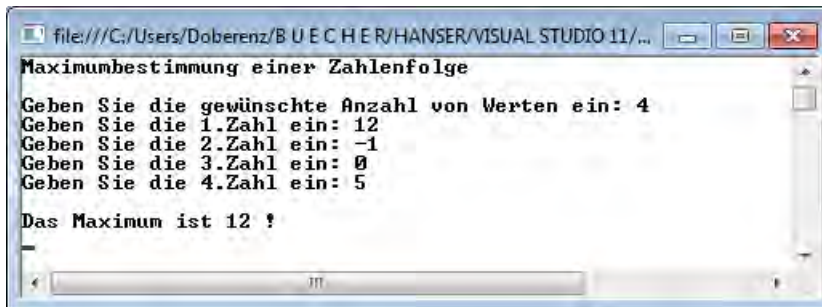 file:///C:/Users/Doberenz/B U E C H E R/HANSER/VISUAL STUDIO 11/...
Maximumbestimmung einer Zahlenfolge
Geben Sie die gewünschte Anzahl von Werten ein: 4
Geben Sie die 1.Zahl ein: 12
Geben Sie die 2.Zahl ein: -1
Geben Sie die 3.Zahl ein: 0
Geben Sie die 4.Zahl ein: 5
Das Maximum ist 12 !